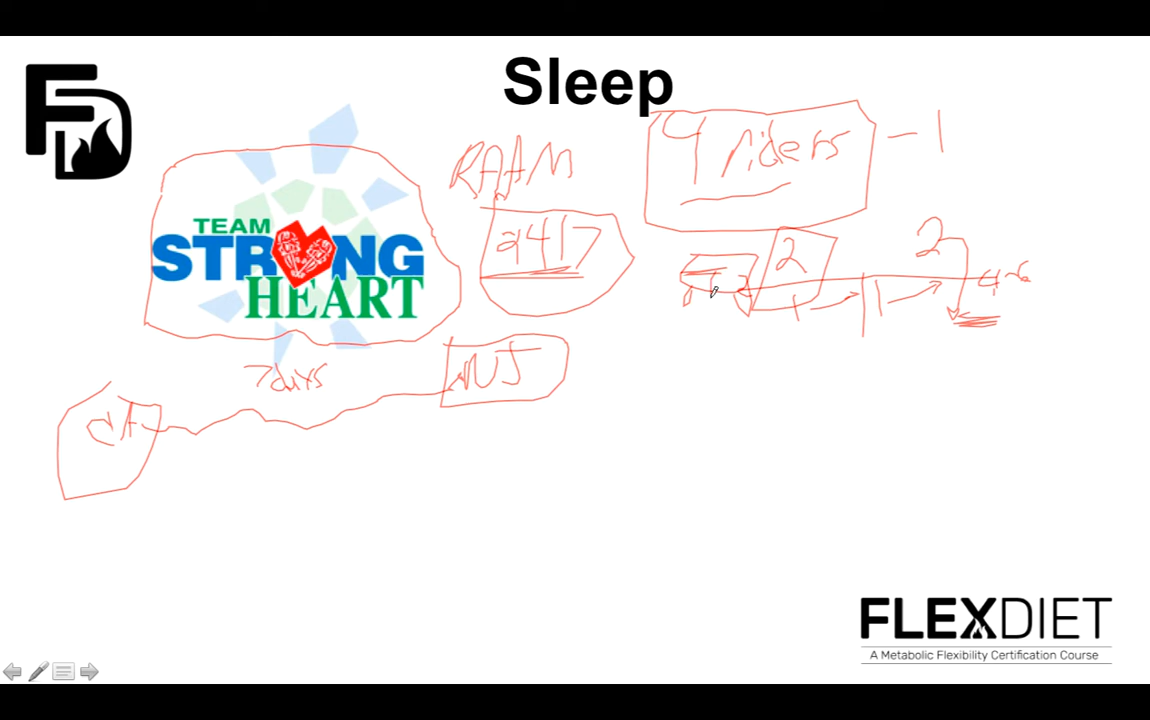 Sleep
FD
RAAM
4 riders - 1
TEAM
STRONG
HEART
2417
2
2
1
1
7 days
NJ
CA
FLEXDIET
A Metabolic Flexibility Certification Course